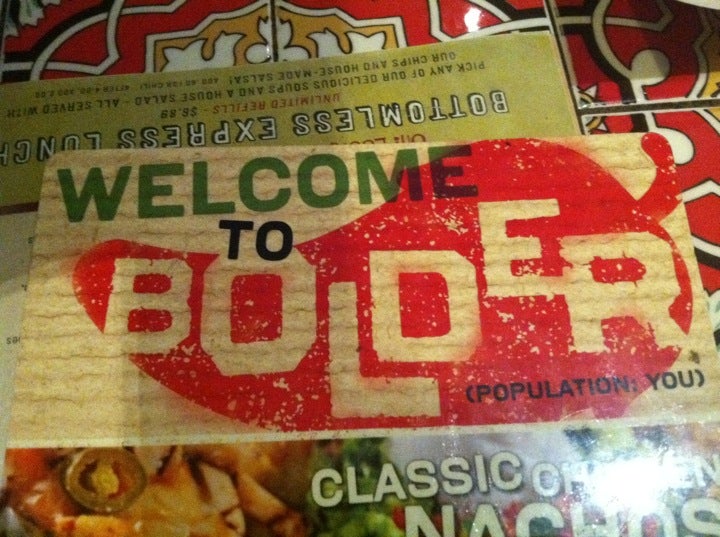 WELCOME
TO
BOLDER
(POPULATION: YOU)
CLASSIC
NACHOS
BOTTOMLESS EXPRESS LUNCH
UNLIMITED REFILLS - $6.89
PICK ANY OF OUR DELICIOUS SOUPS AND A HOUSE SALAD - ALL SERVED WITH
OUR CHIPS AND HOUSE-MADE SALSA!